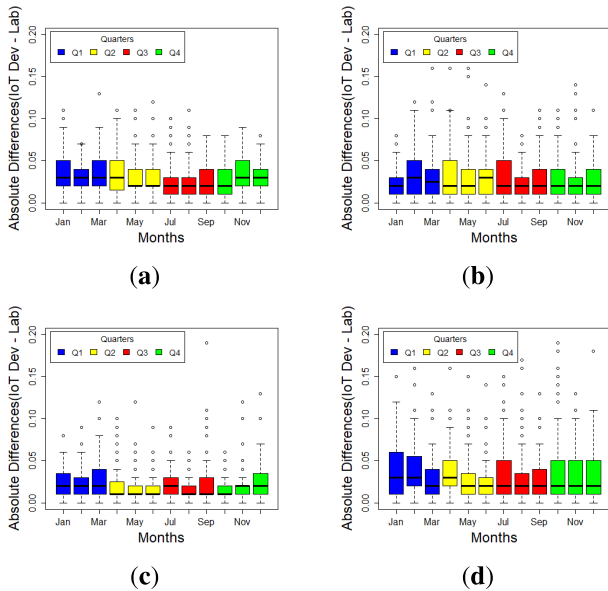 Absolute Differences(IoT Dev - Lab)
0.20
0.15
0.10
0.05
0.00
Quarters
Q1 Q2 Q3 Q4
Jan Mar May Jul Sep Nov
Months
(a)
Absolute Differences(IoT Dev - Lab)
0.20
0.15
0.10
0.05
0.00
Quarters
Q1 Q2 Q3 Q4
Jan Mar May Jul Sep Nov
Months
(b)
Absolute Differences(IoT Dev - Lab)
0.20
0.15
0.10
0.05
0.00
Quarters
Q1 Q2 Q3 Q4
Jan Mar May Jul Sep Nov
Months
(c)
Absolute Differences(IoT Dev - Lab)
0.20
0.15
0.10
0.05
0.00
Quarters
Q1 Q2 Q3 Q4
Jan Mar May Jul Sep Nov
Months
(d)